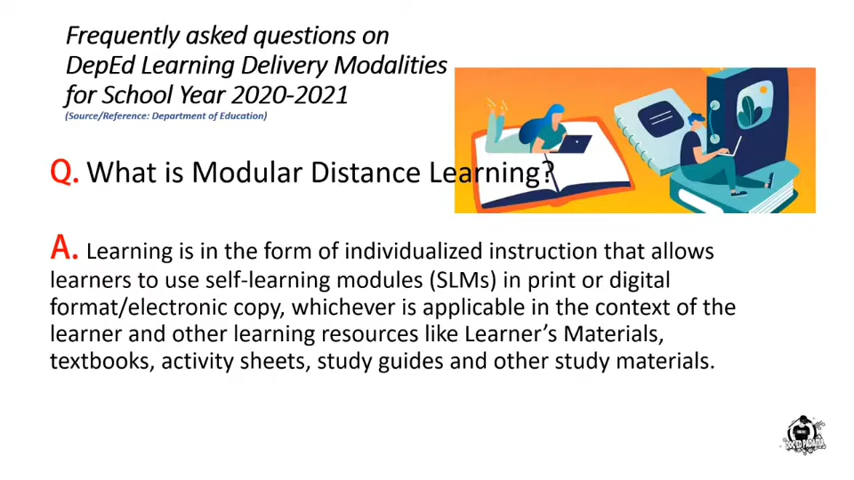 Frequently asked questions on
DepEd Learning Delivery Modalities
for School Year 2020-2021
(Source/Reference: Department of Education)
Q. What is Modular Distance Learning?
A. Learning is in the form of individualized instruction that allows
learners to use self-learning modules (SLMs) in print or digital
format/electronic copy, whichever is applicable in the context of the
learner and other learning resources like Learner’s Materials,
textbooks, activity sheets, study guides and other study materials.